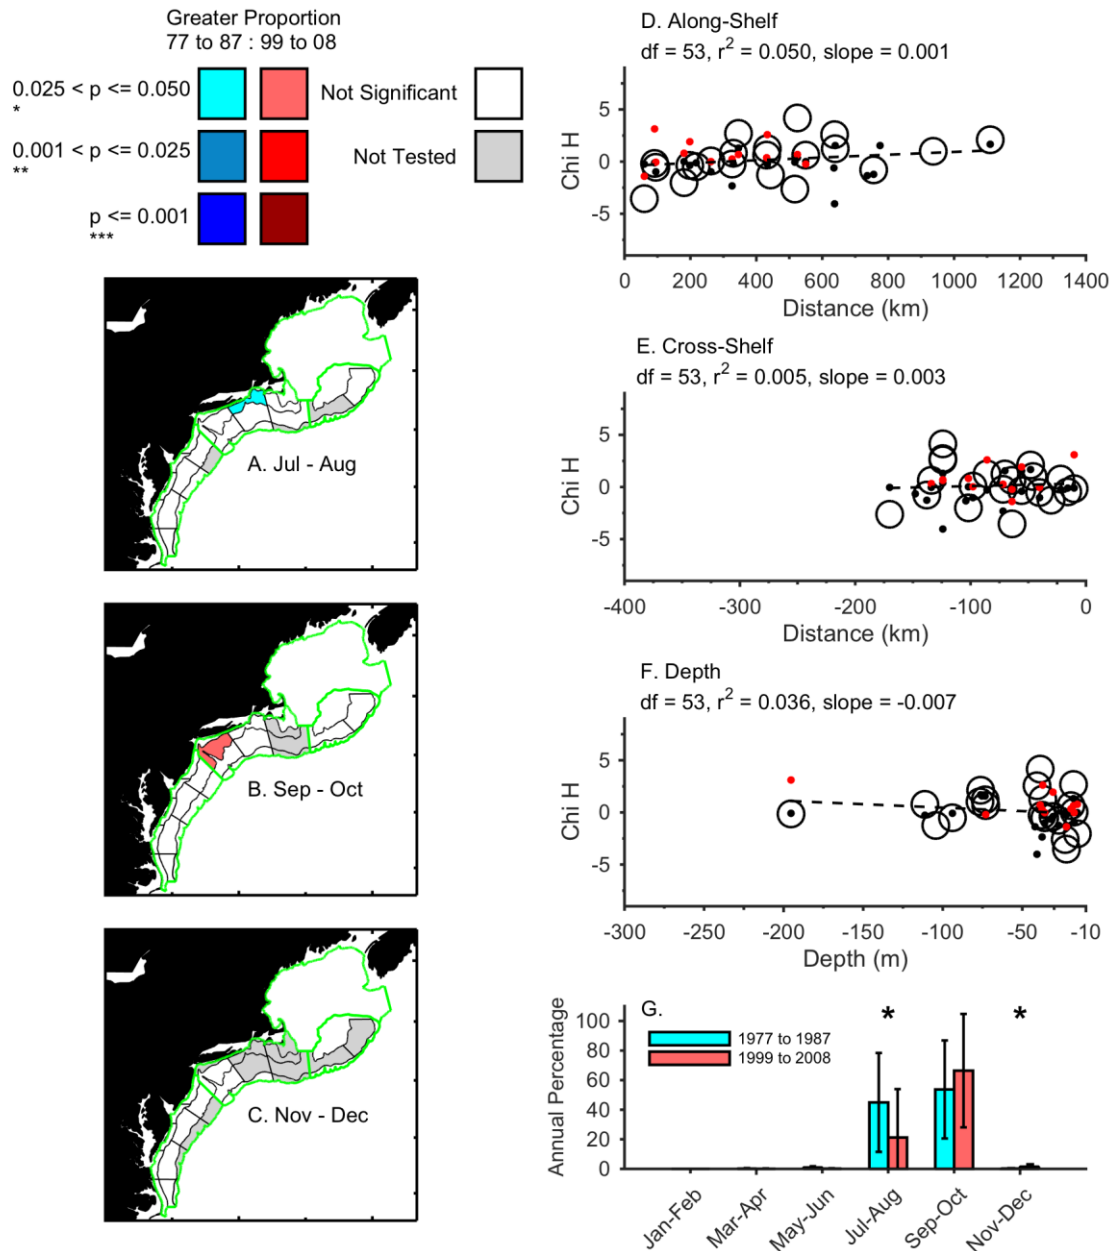 Greater Proportion
77 to 87 : 99 to 08
0.025 < p <= 0.050
*
0.001 < p <= 0.025
**
p <= 0.001
***
Not Significant
Not Tested
A. Jul - Aug
B. Sep - Oct
C. Nov - Dec
D. Along-Shelf
df = 53, r² = 0.050, slope = 0.001
Chi H
5
0
-5
0 200 400 600 800 1000 1200 1400
Distance (km)
E. Cross-Shelf
df = 53, r² = 0.005, slope = 0.003
Chi H
5
0
-5
-400 -300 -200 -100 0
Distance (km)
F. Depth
df = 53, r² = 0.036, slope = -0.007
Chi H
5
0
-5
-300 -250 -200 -150 -100 -50 -10
Depth (m)
G.
1977 to 1987
1999 to 2008
* *
Annual Percentage
100
80
60
40
20
0
Jan-Feb Mar-Apr May-Jun Jul-Aug Sep-Oct Nov-Dec